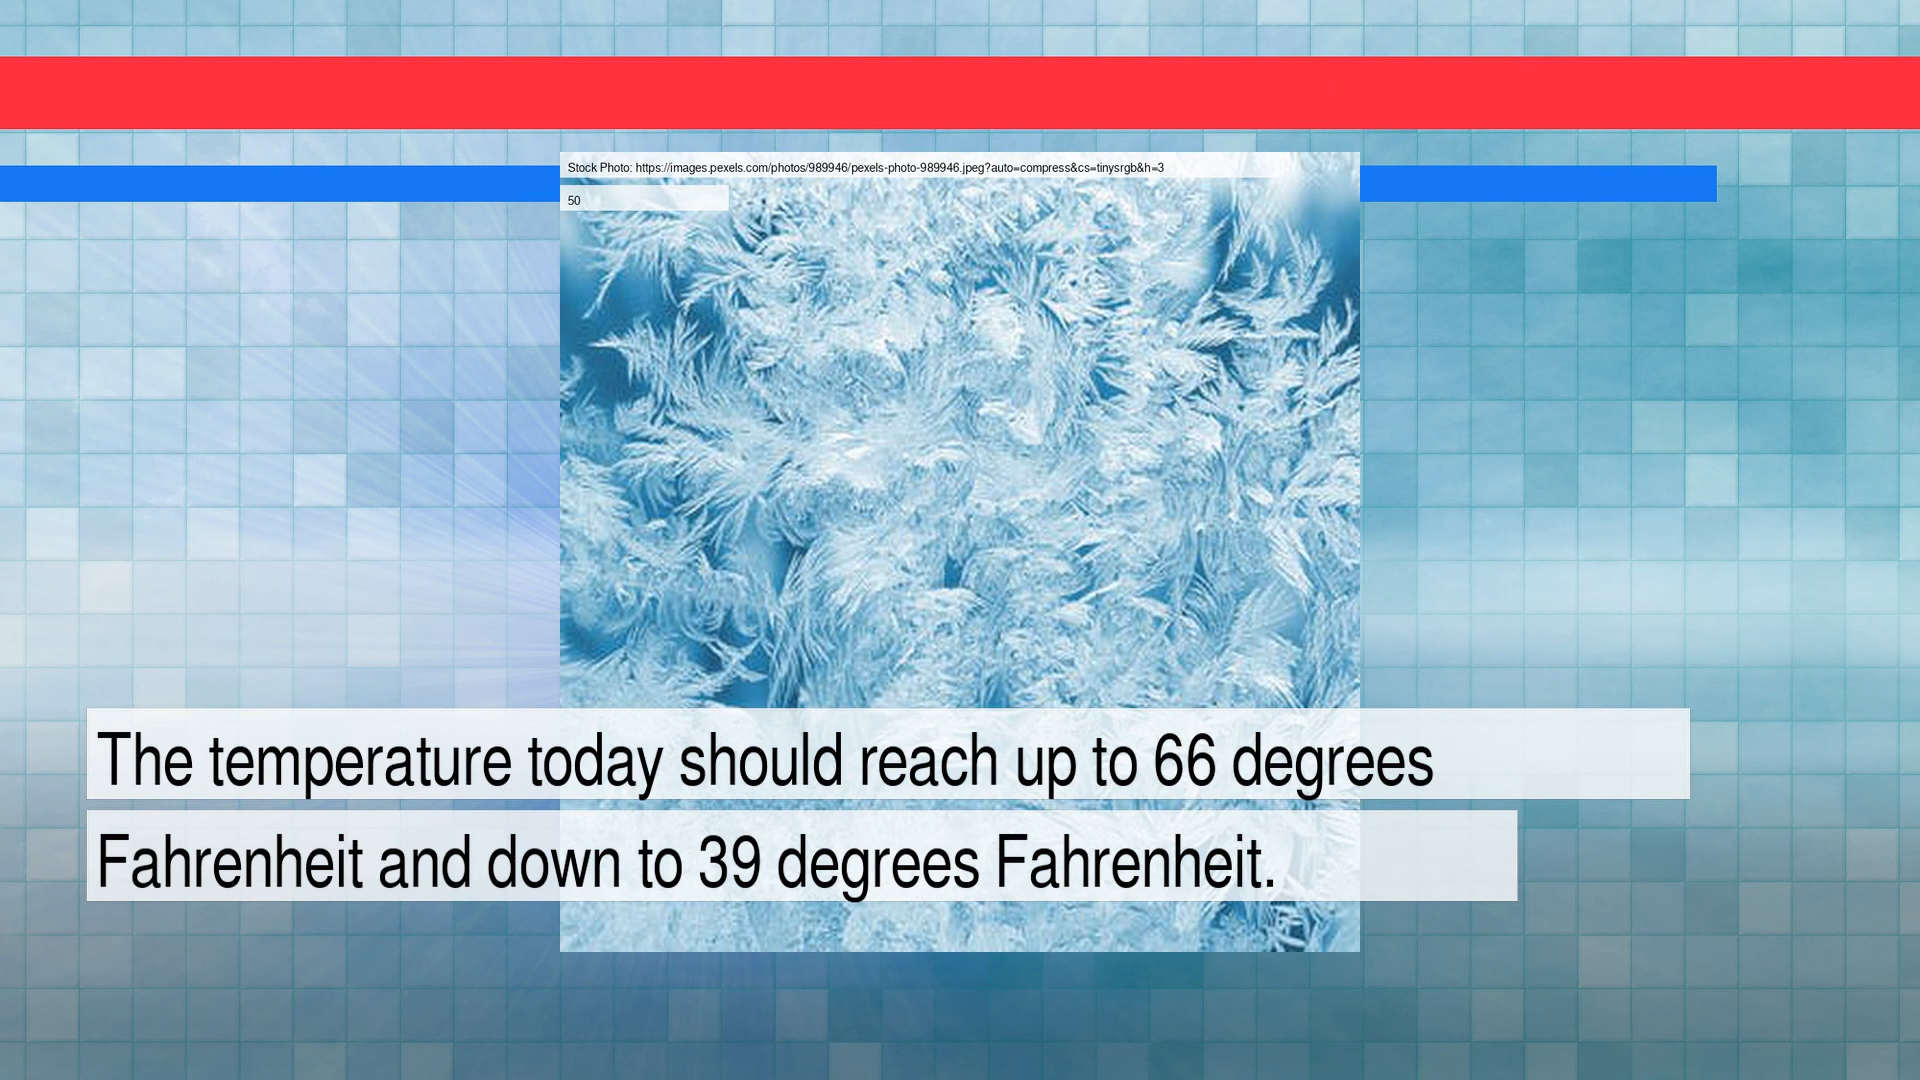 Stock Photo: https://images.pexels.com/photos/989946/pexels-photo-989946.jpeg?auto=compress&cs=tinysrgb&h=3
50
The temperature today should reach up to 66 degrees
Fahrenheit and down to 39 degrees Fahrenheit.